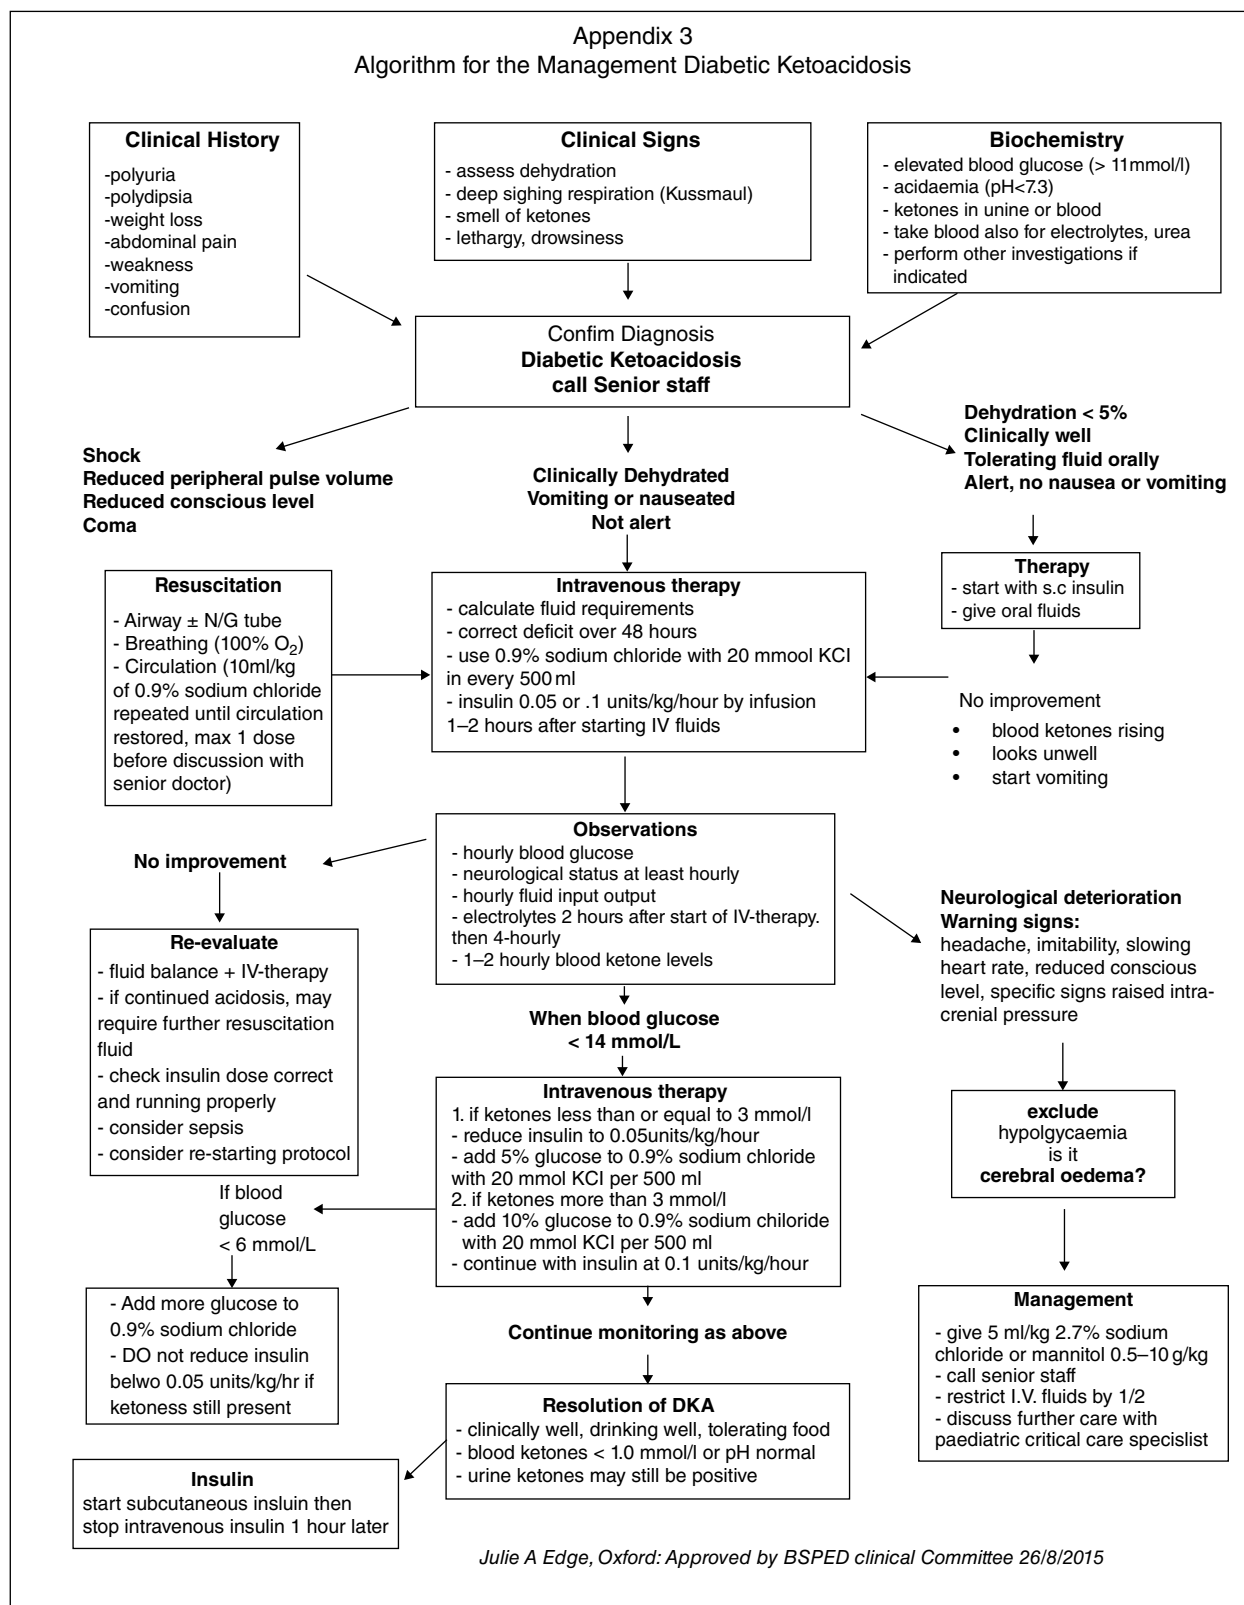 Appendix 3
Algorithm for the Management Diabetic Ketoacidosis
Clinical History
-polyuria
-polydipsia
-weight loss
-abdominal pain
-weakness
-vomiting
-confusion
Clinical Signs
- assess dehydration
- deep sighing respiration (Kussmaul)
- smell of ketones
- lethargy, drowsiness
Biochemistry
- elevated blood glucose (> 11mmol/l)
- acidaemia (pH<7.3)
- ketones in unine or blood
- take blood also for electrolytes, urea
- perform other investigations if
indicated
Confim Diagnosis
Diabetic Ketoacidosis
call Senior staff
Shock
Reduced peripheral pulse volume
Reduced conscious level
Coma
Clinically Dehydrated
Vomiting or nauseated
Not alert
Dehydration < 5%
Clinically well
Tolerating fluid orally
Alert, no nausea or vomiting
Resuscitation
- Airway ± N/G tube
- Breathing (100% O2)
- Circulation (10ml/kg
of 0.9% sodium chloride
repeated until circulation
restored, max 1 dose
before discussion with
senior doctor)
Intravenous therapy
- calculate fluid requirements
- correct deficit over 48 hours
- use 0.9% sodium chloride with 20 mmool KCI
in every 500 ml
- insulin 0.05 or .1 units/kg/hour by infusion
1–2 hours after starting IV fluids
Therapy
- start with s.c insulin
- give oral fluids
No improvement
• blood ketones rising
• looks unwell
• start vomiting
Observations
- hourly blood glucose
- neurological status at least hourly
- hourly fluid input output
- electrolytes 2 hours after start of IV-therapy.
then 4-hourly
- 1–2 hourly blood ketone levels
No improvement
Re-evaluate
- fluid balance + IV-therapy
- if continued acidosis, may
require further resuscitation
fluid
- check insulin dose correct
and running properly
- consider sepsis
- consider re-starting protocol
Neurological deterioration
Warning signs:
headache, imitability, slowing
heart rate, reduced conscious
level, specific signs raised intra-
crenial pressure
When blood glucose
< 14 mmol/L
Intravenous therapy
1. if ketones less than or equal to 3 mmol/l
- reduce insulin to 0.05units/kg/hour
- add 5% glucose to 0.9% sodium chloride
with 20 mmol KCI per 500 ml
2. if ketones more than 3 mmol/l
- add 10% glucose to 0.9% sodium chiloride
with 20 mmol KCI per 500 ml
- continue with insulin at 0.1 units/kg/hour
exclude
hypolgycaemia
is it
cerebral oedema?
If blood
glucose
< 6 mmol/L
- Add more glucose to
0.9% sodium chloride
- DO not reduce insulin
belwo 0.05 units/kg/hr if
ketoness still present
Continue monitoring as above
Management
- give 5 ml/kg 2.7% sodium
chloride or mannitol 0.5–10 g/kg
- call senior staff
- restrict I.V. fluids by 1/2
- discuss further care with
paediatric critical care specislist
Resolution of DKA
- clinically well, drinking well, tolerating food
- blood ketones < 1.0 mmol/l or pH normal
- urine ketones may still be positive
Insulin
start subcutaneous insluin then
stop intravenous insulin 1 hour later
Julie A Edge, Oxford: Approved by BSPED clinical Committee 26/8/2015